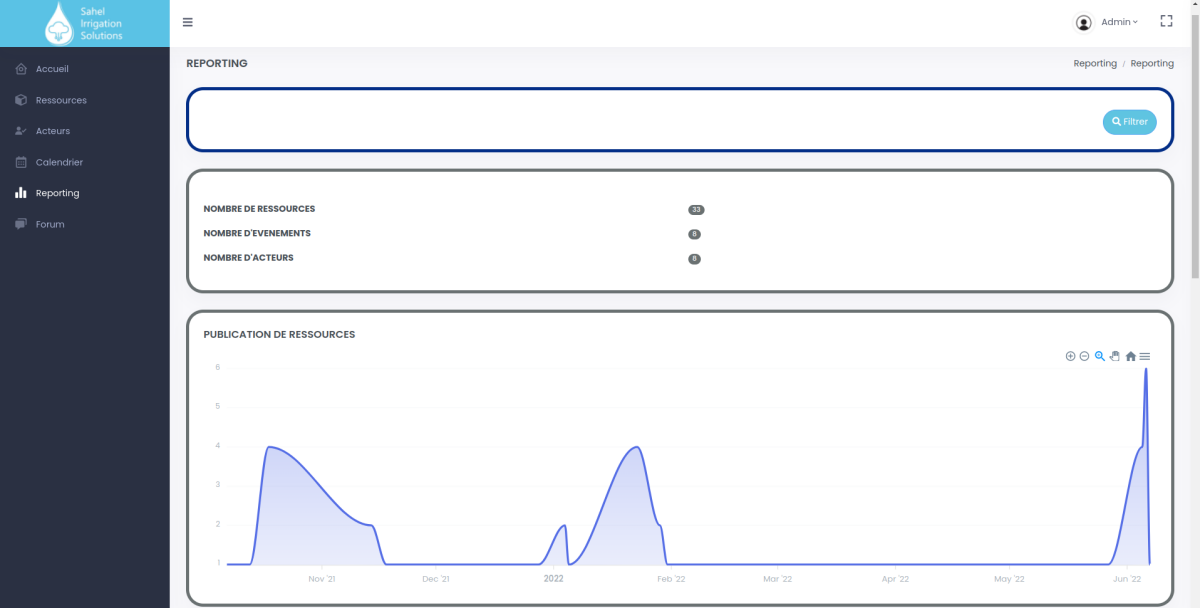 Sahel
Irrigation
Solutions
Admin
Accueil
Ressources
Acteurs
Calendrier
Reporting
Forum
REPORTING
Reporting / Reporting
Filtrer
NOMBRE DE RESSOURCES 33
NOMBRE D'EVENEMENTS 8
NOMBRE D'ACTEURS 8
PUBLICATION DE RESSOURCES
6
5
4
3
2
1
Nov '21 Dec '21 2022 Feb '22 Mar '22 Apr '22 May '22 Jun '22